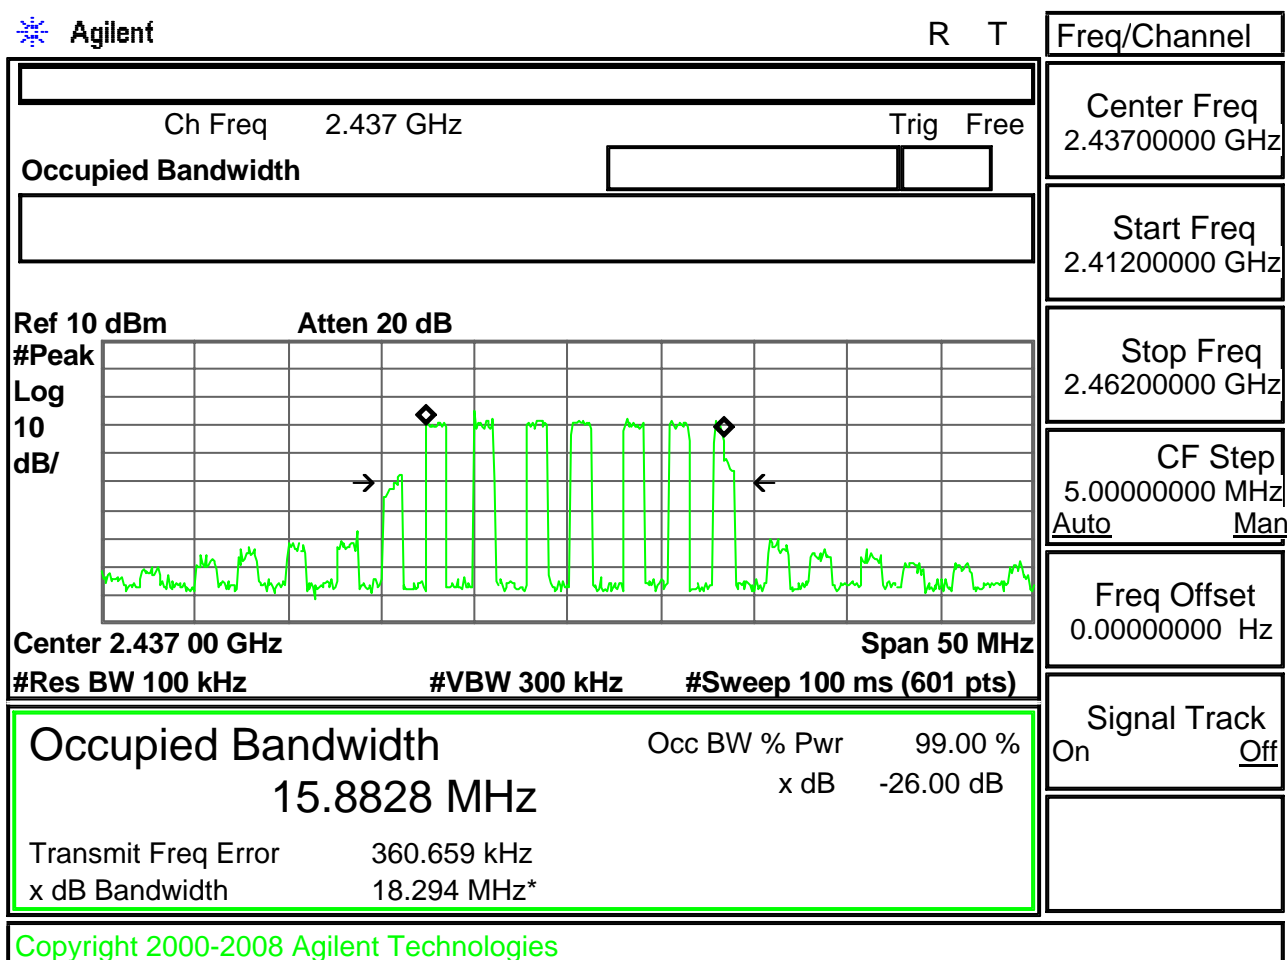 Agilent R T
Ch Freq 2.437 GHz Trig Free
Occupied Bandwidth
Ref 10 dBm Atten 20 dB
#Peak
Log
10
dB/
Center 2.437 00 GHz Span 50 MHz
#Res BW 100 kHz #VBW 300 kHz #Sweep 100 ms (601 pts)
Occupied Bandwidth Occ BW % Pwr 99.00 %
15.8828 MHz x dB -26.00 dB
Transmit Freq Error 360.659 kHz
x dB Bandwidth 18.294 MHz*
Copyright 2000-2008 Agilent Technologies
Freq/Channel
Center Freq
2.43700000 GHz
Start Freq
2.41200000 GHz
Stop Freq
2.46200000 GHz
CF Step
5.00000000 MHz
Auto Man
Freq Offset
0.00000000 Hz
Signal Track
On Off